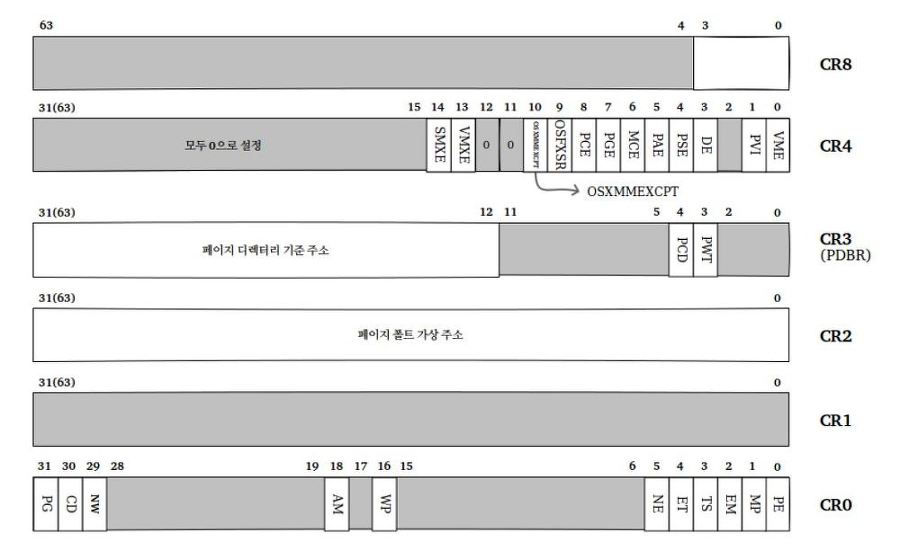 63 4 3 0
CR8
31(63) 15 14 13 12 11 10 9 8 7 6 5 4 3 2 1 0
모두 0으로 설정 SMXE VMXE 0 0 OSXMMEXCPT OSFXSR PCE PGE MCE PAE PSE DE PVI VME
CR4
OSXMMEXCPT
31(63) 12 11 5 4 3 2 0
페이지 디렉터리 기준 주소 PCD PWT
CR3
(PDBR)
31(63) 0
페이지 폴트 가상 주소
CR2
31(63) 0
CR1
31 30 29 28 19 18 17 16 15 6 5 4 3 2 1 0
PG CD NW AM WP NE ET TS EM MP PE
CR0